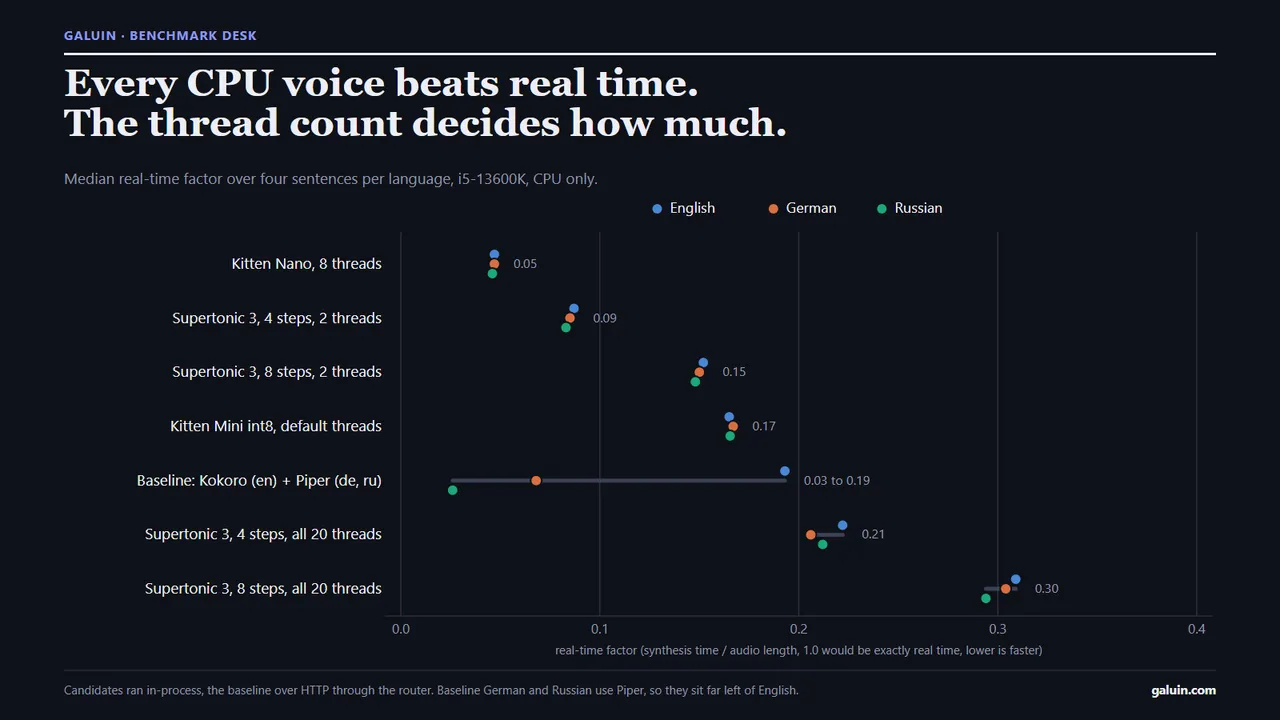 GALUIN · BENCHMARK DESK
Every CPU voice beats real time.
The thread count decides how much.
Median real-time factor over four sentences per language, i5-13600K, CPU only.
English German Russian
Kitten Nano, 8 threads 0.05
Supertonic 3, 4 steps, 2 threads 0.09
Supertonic 3, 8 steps, 2 threads 0.15
Kitten Mini int8, default threads 0.17
Baseline: Kokoro (en) + Piper (de, ru) 0.03 to 0.19
Supertonic 3, 4 steps, all 20 threads 0.21
Supertonic 3, 8 steps, all 20 threads 0.30
0.0 0.1 0.2 0.3 0.4
real-time factor (synthesis time / audio length, 1.0 would be exactly real time, lower is faster)
Candidates ran in-process, the baseline over HTTP through the router. Baseline German and Russian use Piper, so they sit far left of English.
galuin.com